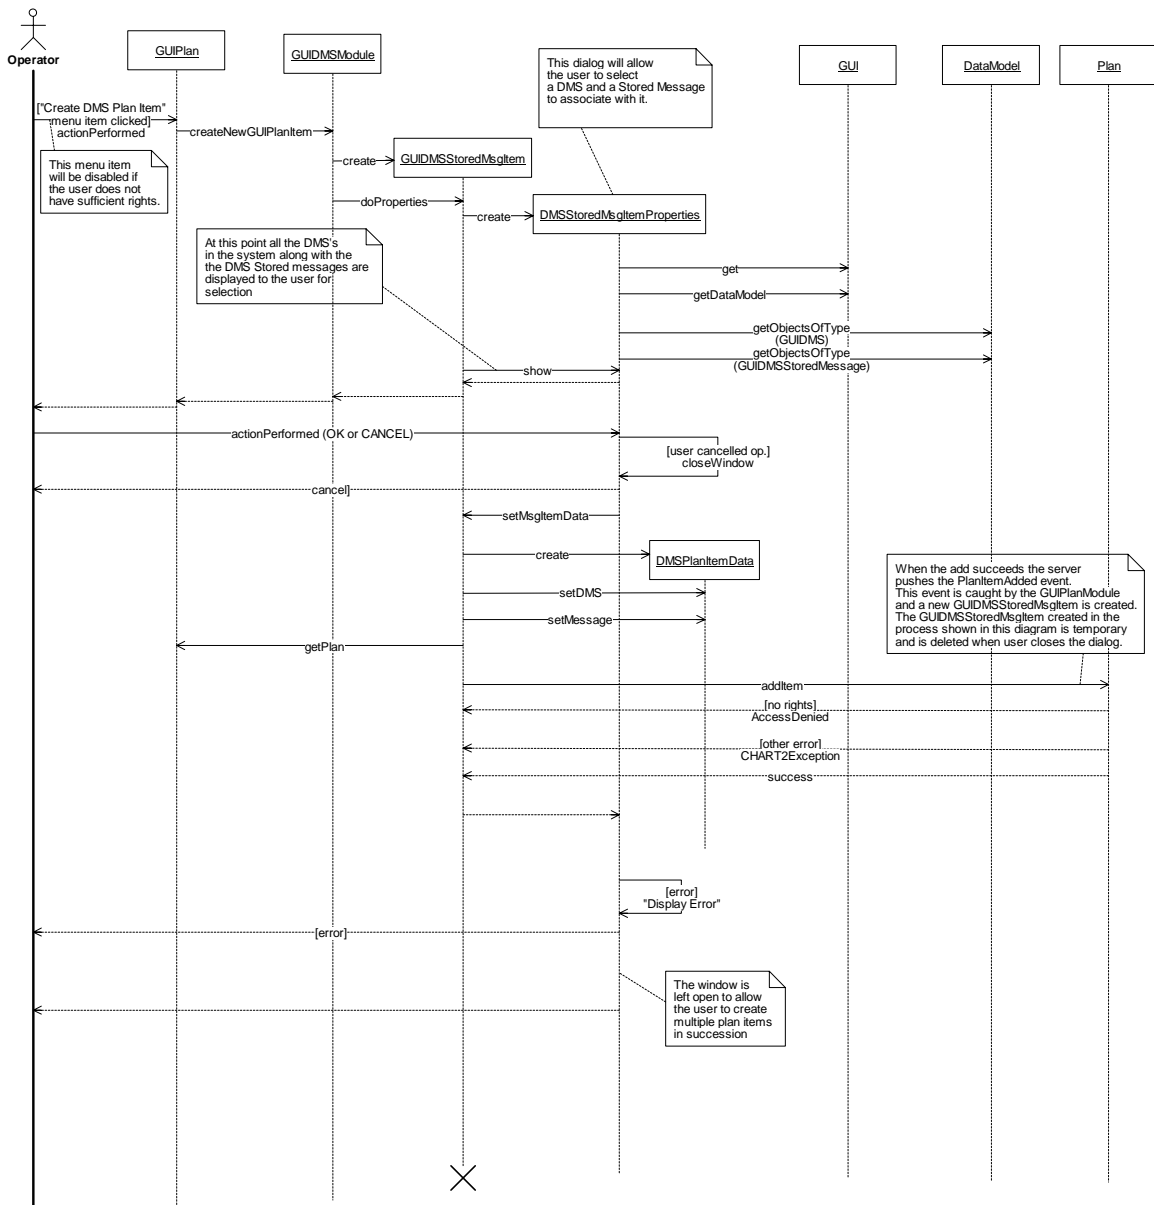 Operator
GUIPlan
GUIDMSModule
This dialog will allow
the user to select
a DMS and a Stored Message
to associate with it.
GUI
DataModel
Plan
["Create DMS Plan Item"
menu item clicked]
actionPerformed
createNewGUIPlanItem
This menu item
will be disabled if
the user does not
have sufficient rights.
create
GUIDMSStoredMsgItem
doProperties
create
DMSStoredMsgItemProperties
At this point all the DMS's
in the system along with the
the DMS Stored messages are
displayed to the user for
selection
get
getDataModel
getObjectsOfType
(GUIDMS)
getObjectsOfType
(GUIDMSStoredMessage)
show
actionPerformed (OK or CANCEL)
[user cancelled op.]
closeWindow
cancel]
setMsgItemData
create
DMSPlanItemData
When the add succeeds the server
pushes the PlanItemAdded event.
This event is caught by the GUIPlanModule
and a new GUIDMSStoredMsgItem is created.
The GUIDMSStoredMsgItem created in the
process shown in this diagram is temporary
and is deleted when user closes the dialog.
setDMS
setMessage
getPlan
addItem
[no rights]
AccessDenied
[other error]
CHART2Exception
success
[error]
"Display Error"
[error]
The window is
left open to allow
the user to create
multiple plan items
in succession